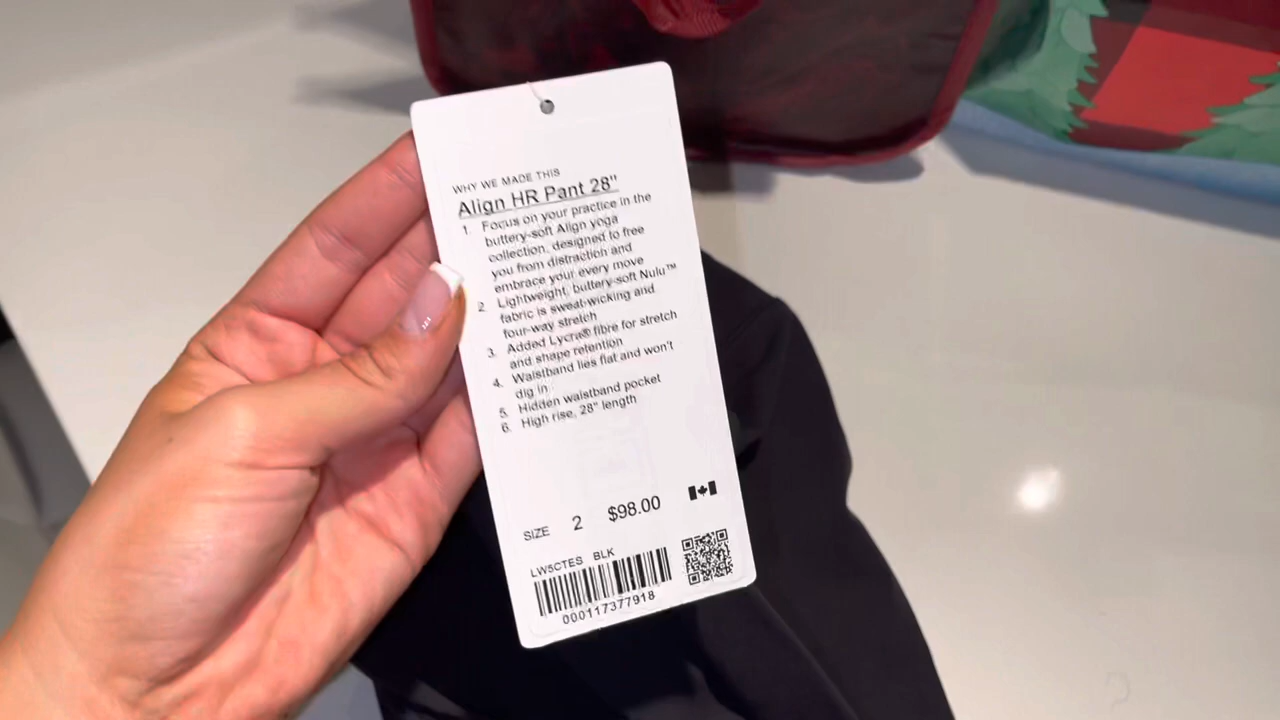 WHY WE MADE THIS
Align HR Pant 28"
1. Focus on your practice in the
buttery-soft Align yoga
collection, designed to free
you from distraction and
embrace your every move
2. Lightweight, buttery-soft Nulu™
fabric is sweat-wicking and
four-way stretch
3. Added Lycra® fibre for stretch
and shape retention
4. Waistband lies flat and won't
dig in
5. Hidden waistband pocket
6. High rise, 28" length
SIZE 2 $98.00
LW5CTES BLK
000117377918